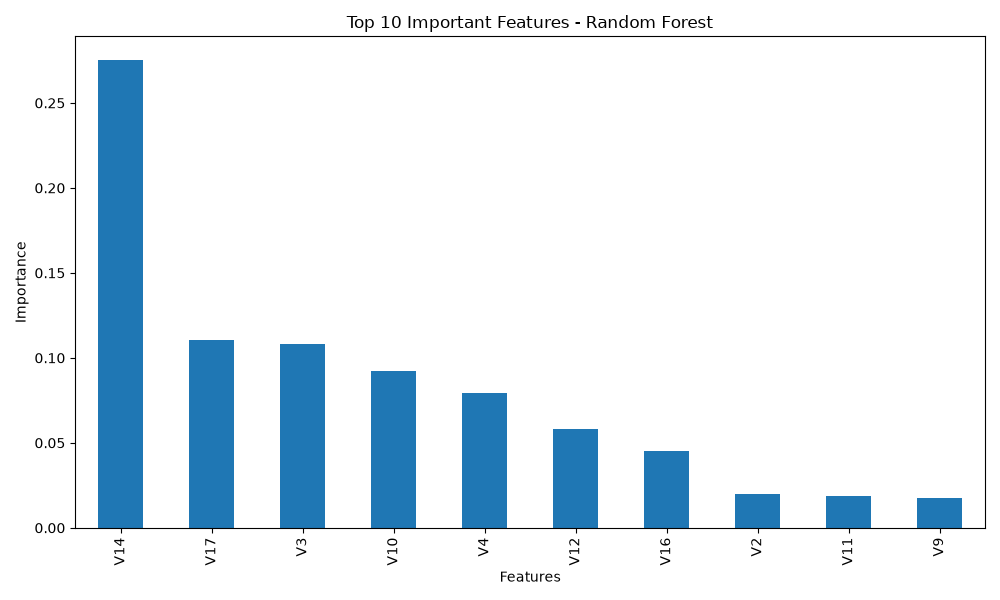 Top 10 Important Features - Random Forest
Importance
0.25
0.20
0.15
0.10
0.05
0.00
V14
V17
V3
V10
V4
V12
V16
V2
V11
V9
Features